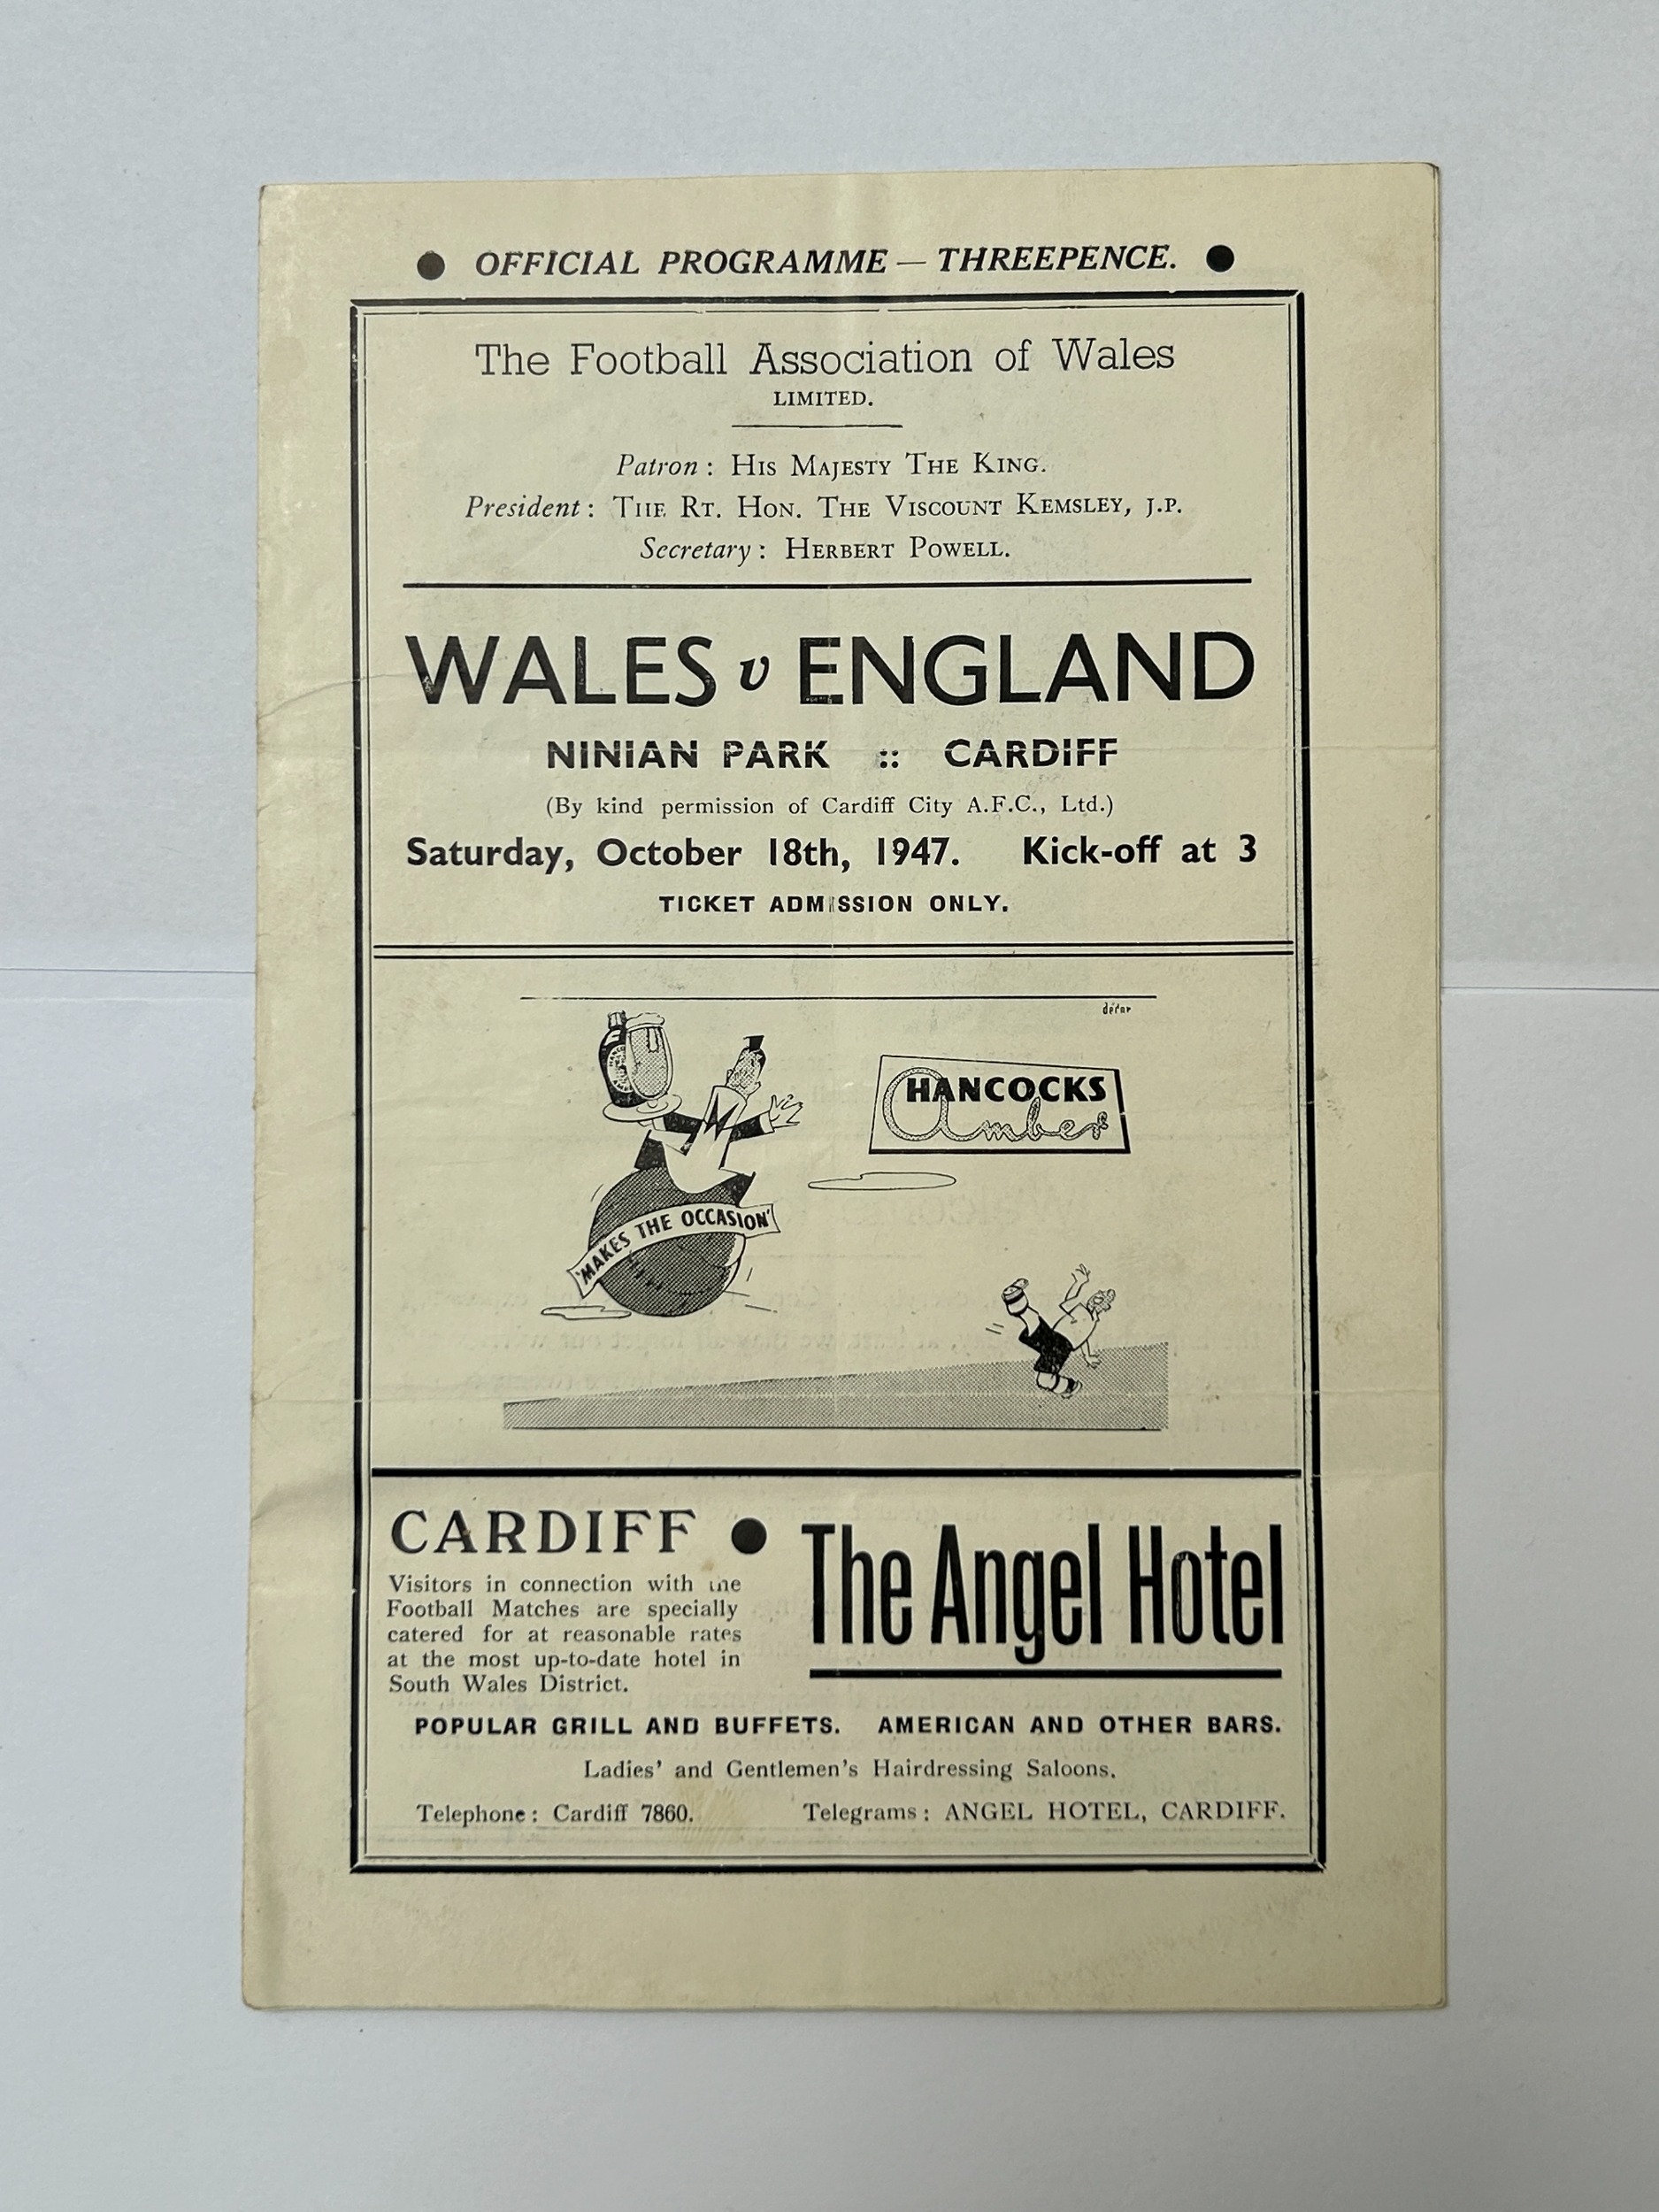 ● OFFICIAL PROGRAMME — THREEPENCE. ●
The Football Association of Wales
LIMITED.
Patron : HIS MAJESTY THE KING.
President : THE RT. HON. THE VISCOUNT KEMSLEY, J.P.
Secretary : HERBERT POWELL.
WALES v ENGLAND
NINIAN PARK :: CARDIFF
(By kind permission of Cardiff City A.F.C., Ltd.)
Saturday, October 18th, 1947. Kick-off at 3
TICKET ADMISSION ONLY.
HANCOCKS
Amber
'MAKES THE OCCASION'
CARDIFF ● The Angel Hotel
Visitors in connection with the
Football Matches are specially
catered for at reasonable rates
at the most up-to-date hotel in
South Wales District.
POPULAR GRILL AND BUFFETS. AMERICAN AND OTHER BARS.
Ladies' and Gentlemen's Hairdressing Saloons.
Telephone : Cardiff 7860. Telegrams : ANGEL HOTEL, CARDIFF.